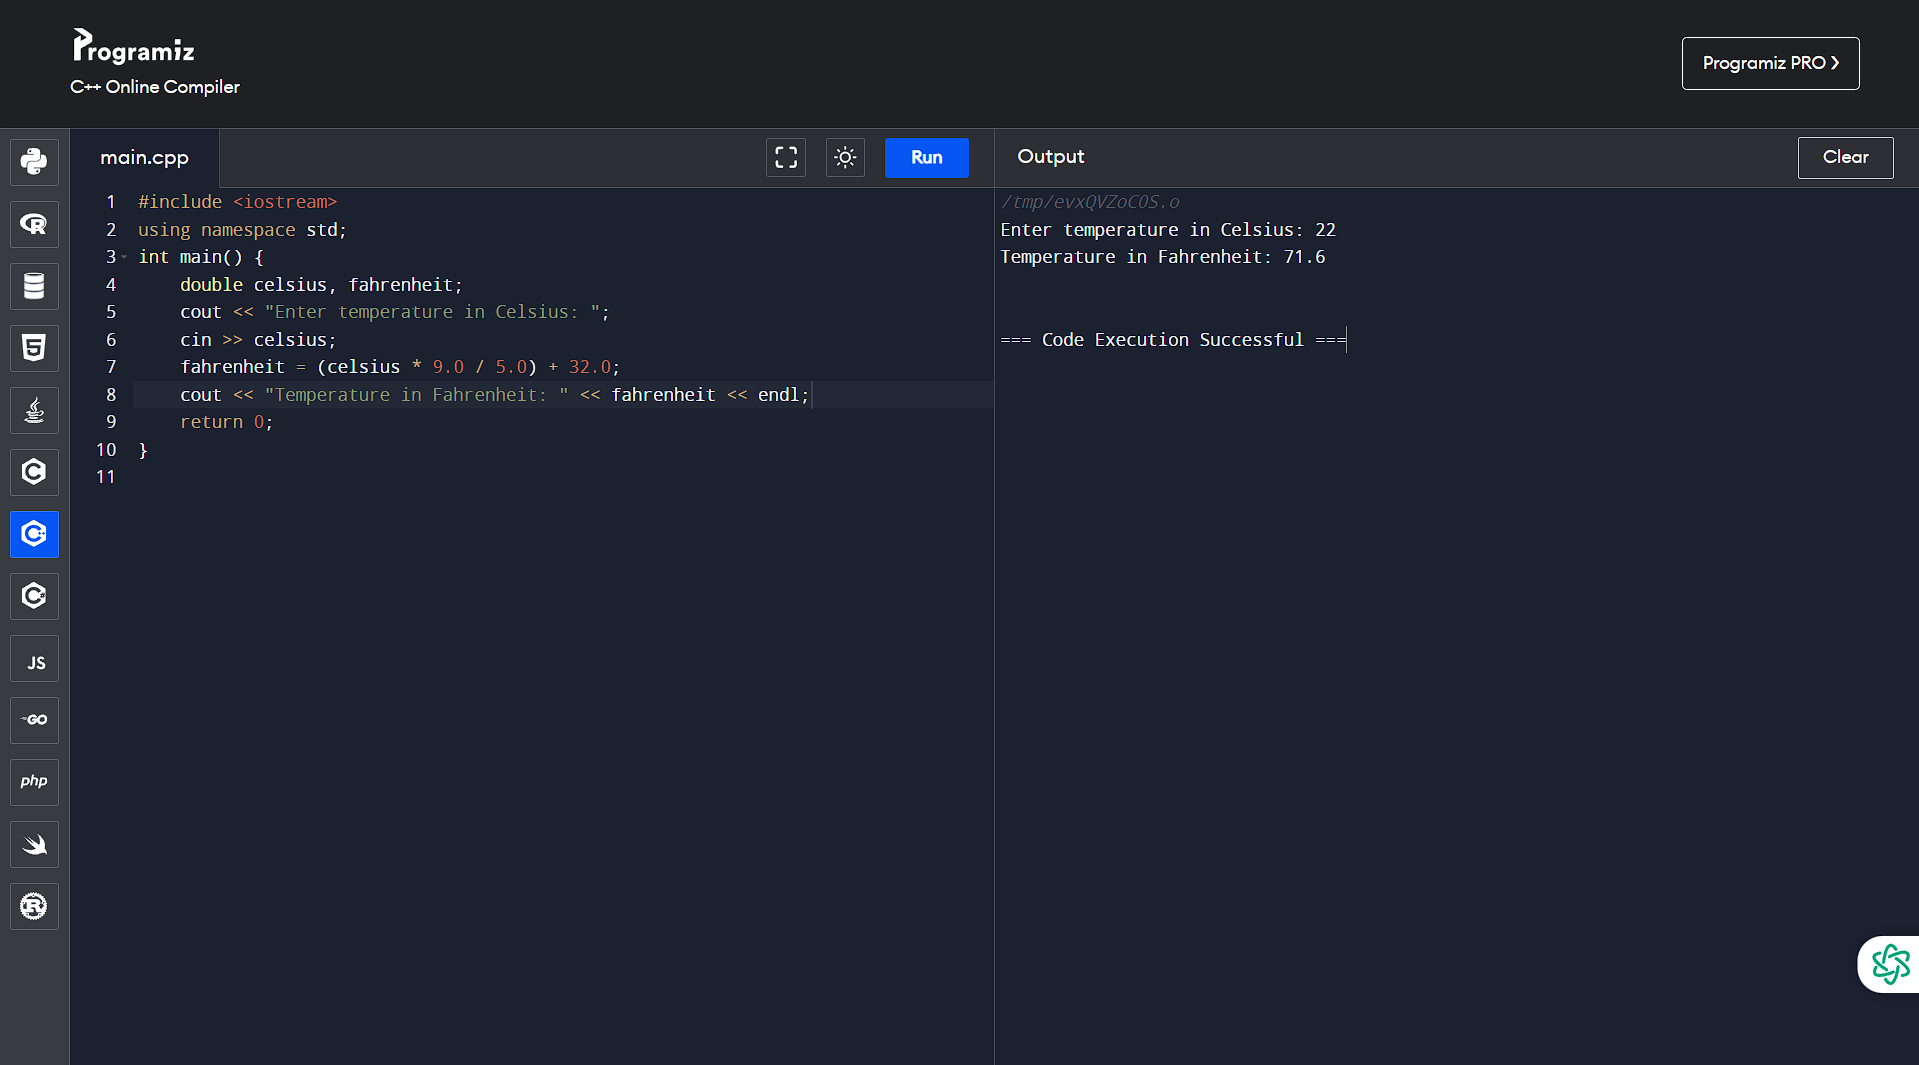 Programiz
C++ Online Compiler
Programiz PRO ❯
main.cpp
Run
Output
Clear
1 #include <iostream>
2 using namespace std;
3 int main() {
4     double celsius, fahrenheit;
5     cout << "Enter temperature in Celsius: ";
6     cin >> celsius;
7     fahrenheit = (celsius * 9.0 / 5.0) + 32.0;
8     cout << "Temperature in Fahrenheit: " << fahrenheit << endl;
9     return 0;
10 }
11
/tmp/evxQVZoC0S.o
Enter temperature in Celsius: 22
Temperature in Fahrenheit: 71.6
=== Code Execution Successful ===
R
5
C
C++
C#
JS
GO
php
R